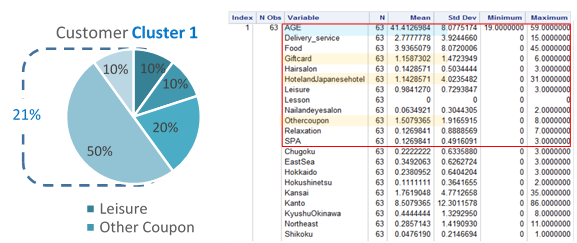 Customer Cluster 1
10%
10%
10%
20%
50%
21%
Leisure
Other Coupon
Index N Obs Variable N Mean Std Dev Minimum Maximum
1 63 AGE 63 41.4126984 8.0775174 19.0000000 59.0000000
Delivery_service 63 2.7777778 3.9244660 0 15.0000000
Food 63 3.9365079 8.0720006 0 45.0000000
Giftcard 63 1.1587302 1.4723949 0 6.0000000
Hairsalon 63 0.1428571 0.5034444 0 3.0000000
HotelandJapanesehotel 63 1.1428571 4.0235482 0 31.0000000
Leisure 63 0.9841270 0.7293847 0 3.0000000
Lesson 63 0 0 0 0
Nailandeyesalon 63 0.0634921 0.3044305 0 2.0000000
Othercoupon 63 1.5079365 1.9165915 0 8.0000000
Relaxation 63 0.1269841 0.8888569 0 7.0000000
SPA 63 0.1269841 0.4916091 0 3.0000000
Chugoku 63 0.2222222 0.6335880 0 3.0000000
EastSea 63 0.3492063 0.6262724 0 3.0000000
Hokkaido 63 0.2380952 0.6404204 0 3.0000000
Hokushinetsu 63 0.1111111 0.3641655 0 2.0000000
Kansai 63 1.7619048 4.7712658 0 35.0000000
Kanto 63 8.5079365 12.3011578 0 86.0000000
KyushuOkinawa 63 0.4444444 1.3292950 0 8.0000000
Northeast 63 0.2857143 1.4190930 0 11.0000000
Shikoku 63 0.0476190 0.2146694 0 1.0000000